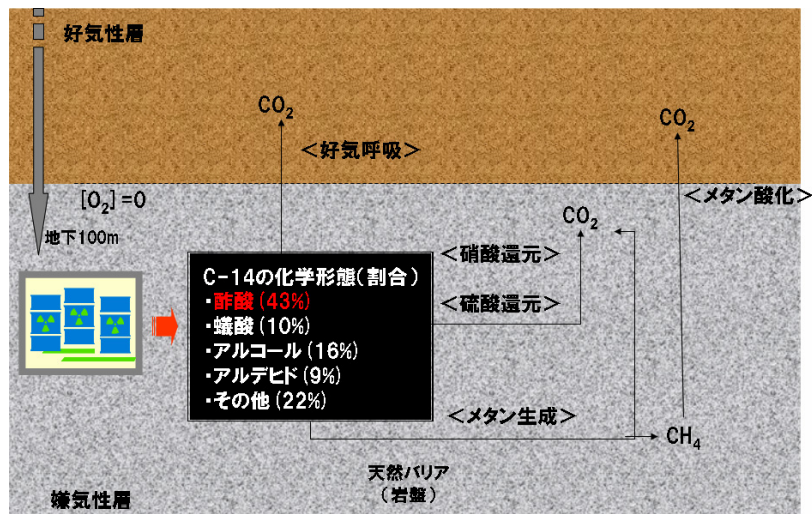 好気性層
CO₂
CO₂
＜好気呼吸＞
[O₂]=0
＜メタン酸化＞
地下100m
CO₂
＜硝酸還元＞
C-14の化学形態(割合)
・酢酸(43%)
・蟻酸(10%)
・アルコール(16%)
・アルデヒド(9%)
・その他(22%)
＜硫酸還元＞
＜メタン生成＞
CH₄
天然バリア
(岩盤)
嫌気性層